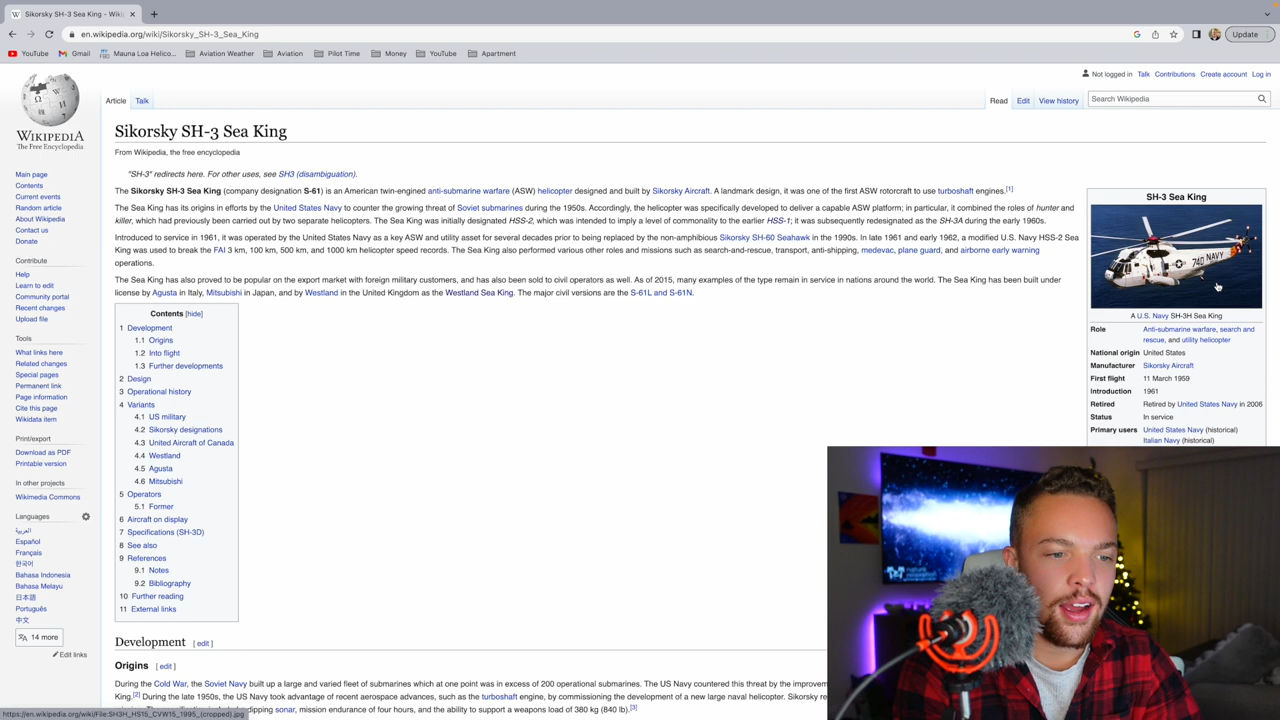 Sikorsky SH-3 Sea King - Wiki
en.wikipedia.org/wiki/Sikorsky_SH-3_Sea_King
Update
YouTube
Gmail
Mauna Loa Helico...
Aviation Weather
Aviation
Pilot Time
Money
YouTube
Apartment
Not logged in Talk Contributions Create account Log in
Article Talk
Read Edit View history
Search Wikipedia
WIKIPEDIA
The Free Encyclopedia
Main page
Contents
Current events
Random article
About Wikipedia
Contact us
Donate
Contribute
Help
Learn to edit
Community portal
Recent changes
Upload file
Tools
What links here
Related changes
Special pages
Permanent link
Page information
Cite this page
Wikidata item
Print/export
Download as PDF
Printable version
In other projects
Wikimedia Commons
Languages
العربية
Español
Français
한국어
Bahasa Indonesia
Bahasa Melayu
日本語
Português
中文
14 more
Edit links
Sikorsky SH-3 Sea King
From Wikipedia, the free encyclopedia
"SH-3" redirects here. For other uses, see SH3 (disambiguation).
The Sikorsky SH-3 Sea King (company designation S-61) is an American twin-engined anti-submarine warfare (ASW) helicopter designed and built by Sikorsky Aircraft. A landmark design, it was one of the first ASW rotorcraft to use turboshaft engines.[1]
The Sea King has its origins in efforts by the United States Navy to counter the growing threat of Soviet submarines during the 1950s. Accordingly, the helicopter was specifically developed to deliver a capable ASW platform; in particular, it combined the roles of hunter and
killer, which had previously been carried out by two separate helicopters. The Sea King was initially designated HSS-2, which was intended to imply a level of commonality to the earlier HSS-1; it was subsequently redesignated as the SH-3A during the early 1960s.
Introduced to service in 1961, it was operated by the United States Navy as a key ASW and utility asset for several decades prior to being replaced by the non-amphibious Sikorsky SH-60 Seahawk in the 1990s. In late 1961 and early 1962, a modified U.S. Navy HSS-2 Sea
King was used to break the FAI 3 km, 100 km, 500 km, and 1000 km helicopter speed records. The Sea King also performed various other roles and missions such as search-and-rescue, transport, anti-shipping, medevac, plane guard, and airborne early warning
operations.
The Sea King has also proved to be popular on the export market with foreign military customers, and has also been sold to civil operators as well. As of 2015, many examples of the type remain in service in nations around the world. The Sea King has been built under
license by Agusta in Italy, Mitsubishi in Japan, and by Westland in the United Kingdom as the Westland Sea King. The major civil versions are the S-61L and S-61N.
Contents [hide]
1 Development
1.1 Origins
1.2 Into flight
1.3 Further developments
2 Design
3 Operational history
4 Variants
4.1 US military
4.2 Sikorsky designations
4.3 United Aircraft of Canada
4.4 Westland
4.5 Agusta
4.6 Mitsubishi
5 Operators
5.1 Former
6 Aircraft on display
7 Specifications (SH-3D)
8 See also
9 References
9.1 Notes
9.2 Bibliography
10 Further reading
11 External links
SH-3 Sea King
740 NAVY
A U.S. Navy SH-3H Sea King
Role Anti-submarine warfare, search and
rescue, and utility helicopter
National origin United States
Manufacturer Sikorsky Aircraft
First flight 11 March 1959
Introduction 1961
Retired Retired by United States Navy in 2006
Status In service
Primary users United States Navy (historical)
Italian Navy (historical)
Development [ edit ]
Origins [ edit ]
During the Cold War, the Soviet Navy built up a large and varied fleet of submarines which at one point was in excess of 200 operational submarines. The US Navy countered this threat by the improvem
King.[2] During the late 1950s, the US Navy took advantage of recent aerospace advances, such as the turboshaft engine, by commissioning the development of a new large naval helicopter. Sikorsky re
dipping sonar, mission endurance of four hours, and the ability to support a weapons load of 380 kg (840 lb).[3]
https://en.wikipedia.org/wiki/File:SH3H_HS15_CVW15_1995_(cropped).jpg